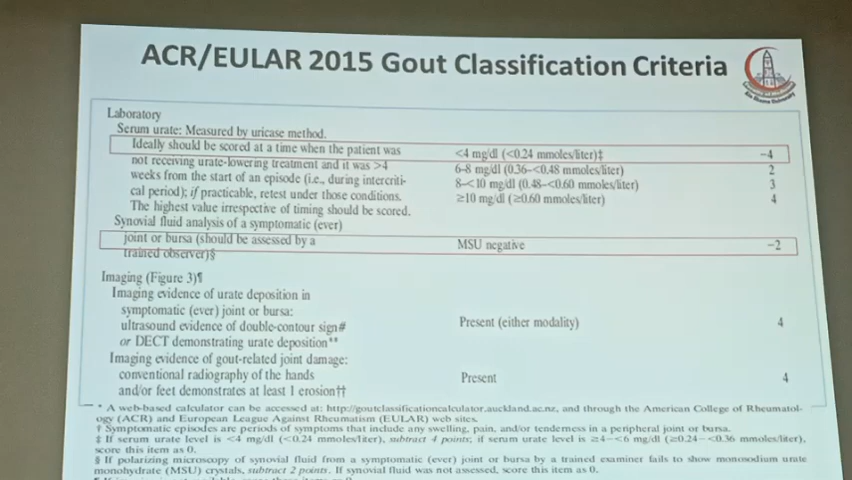 ACR/EULAR 2015 Gout Classification Criteria
Laboratory
Serum urate: Measured by uricase method.
Ideally should be scored at a time when the patient was <4 mg/dl (<0.24 mmoles/liter)‡ −4
not receiving urate-lowering treatment and it was >4 6-8 mg/dl (0.36-<0.48 mmoles/liter) 2
weeks from the start of an episode (i.e., during intercriti- 8-<10 mg/dl (0.48-<0.60 mmoles/liter) 3
cal period); if practicable, retest under those conditions. ≥10 mg/dl (≥0.60 mmoles/liter) 4
The highest value irrespective of timing should be scored.
Synovial fluid analysis of a symptomatic (ever)
joint or bursa (should be assessed by a MSU negative −2
trained observer)§
Imaging (Figure 3)¶
Imaging evidence of urate deposition in
symptomatic (ever) joint or bursa:
ultrasound evidence of double-contour sign# Present (either modality) 4
or DECT demonstrating urate deposition**
Imaging evidence of gout-related joint damage:
conventional radiography of the hands Present 4
and/or feet demonstrates at least 1 erosion††
* A web-based calculator can be accessed at: http://goutclassificationcalculator.auckland.ac.nz, and through the American College of Rheumatol-
ogy (ACR) and European League Against Rheumatism (EULAR) web sites.
† Symptomatic episodes are periods of symptoms that include any swelling, pain, and/or tenderness in a peripheral joint or bursa.
‡ If serum urate level is <4 mg/dl (<0.24 mmoles/liter), subtract 4 points; if serum urate level is ≥4-<6 mg/dl (≥0.24-<0.36 mmoles/liter),
score this item as 0.
§ If polarizing microscopy of synovial fluid from a symptomatic (ever) joint or bursa by a trained examiner fails to show monosodium urate
monohydrate (MSU) crystals, subtract 2 points. If synovial fluid was not assessed, score this item as 0.